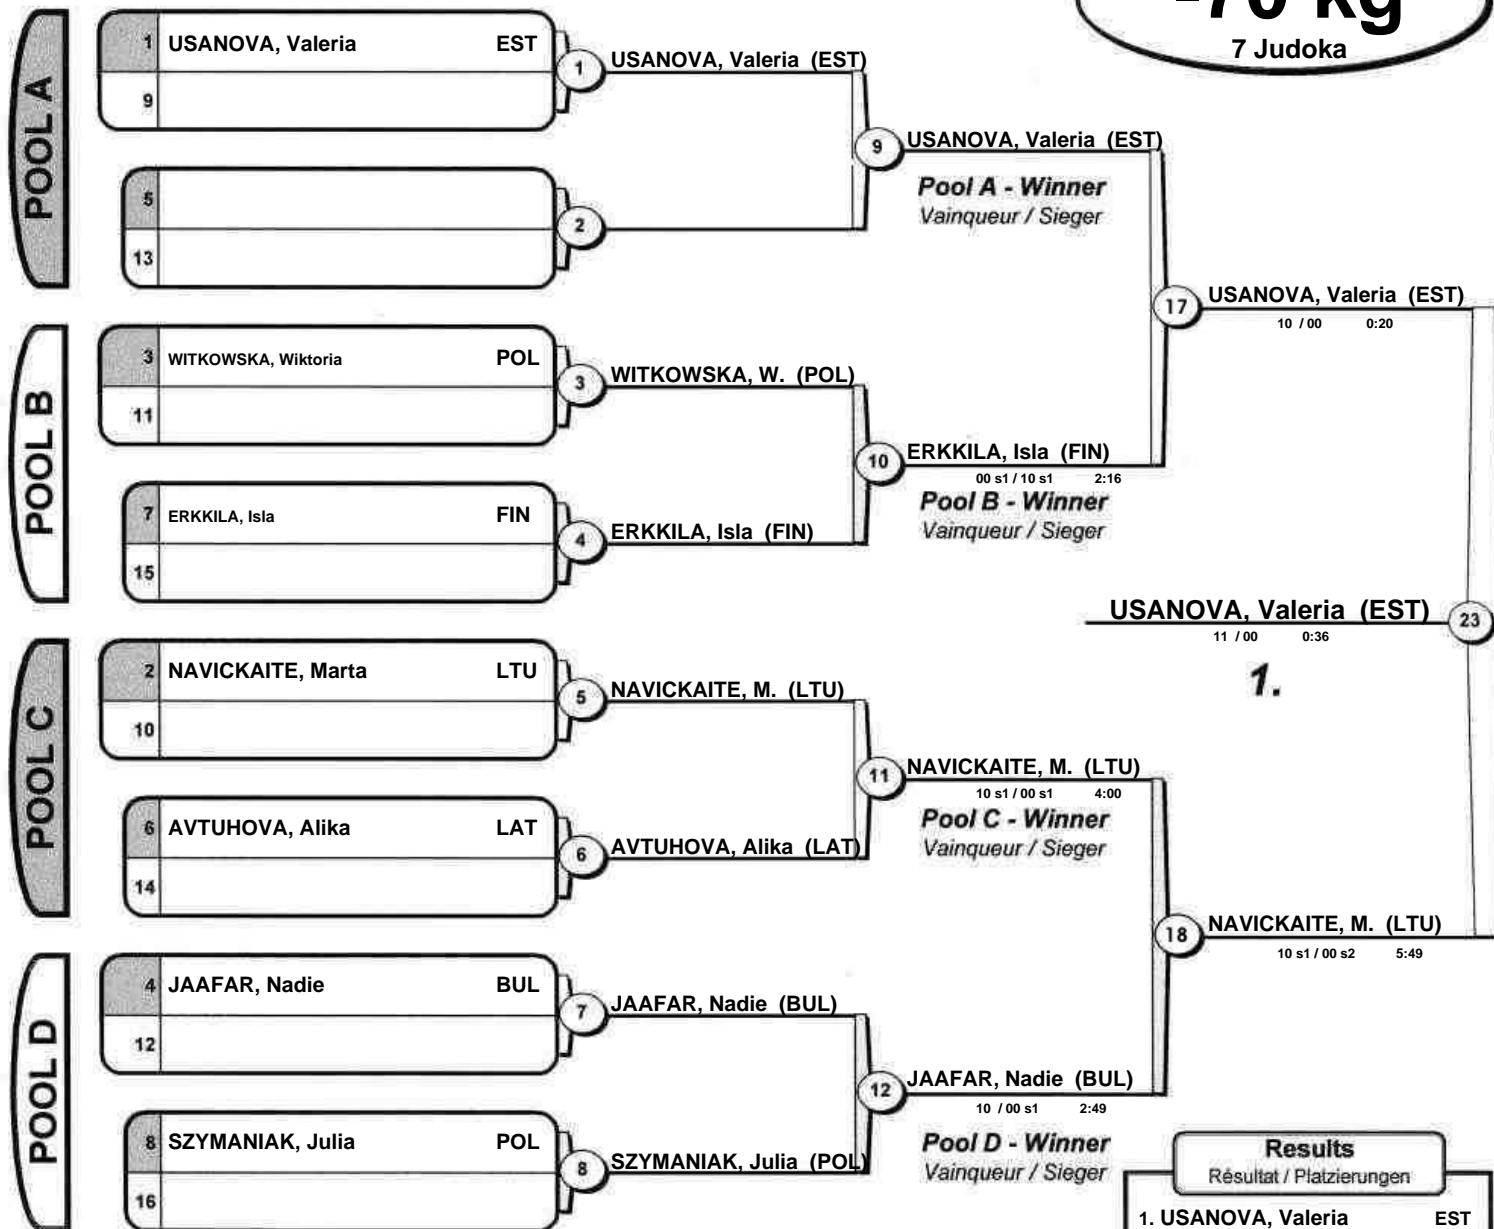 -70 kg
7 Judoka
POOL A
1 USANOVA, Valeria EST
9
1 USANOVA, Valeria (EST)
5
13
2
9 USANOVA, Valeria (EST)
Pool A - Winner
Vainqueur / Sieger
17 USANOVA, Valeria (EST)
10 / 00 0:20
POOL B
3 WITKOWSKA, Wiktoria POL
11
3 WITKOWSKA, W. (POL)
7 ERKKILA, Isla FIN
15
4 ERKKILA, Isla (FIN)
10 ERKKILA, Isla (FIN)
00 s1 / 10 s1 2:16
Pool B - Winner
Vainqueur / Sieger
USANOVA, Valeria (EST) 23
11 / 00 0:36
1.
POOL C
2 NAVICKAITE, Marta LTU
10
5 NAVICKAITE, M. (LTU)
6 AVTUHOVA, Alika LAT
14
6 AVTUHOVA, Alika (LAT)
11 NAVICKAITE, M. (LTU)
10 s1 / 00 s1 4:00
Pool C - Winner
Vainqueur / Sieger
18 NAVICKAITE, M. (LTU)
10 s1 / 00 s2 5:49
POOL D
4 JAAFAR, Nadie BUL
12
7 JAAFAR, Nadie (BUL)
8 SZYMANIAK, Julia POL
16
8 SZYMANIAK, Julia (POL)
12 JAAFAR, Nadie (BUL)
10 / 00 s1 2:49
Pool D - Winner
Vainqueur / Sieger
Results
Résultat / Platzierungen
1. USANOVA, Valeria EST